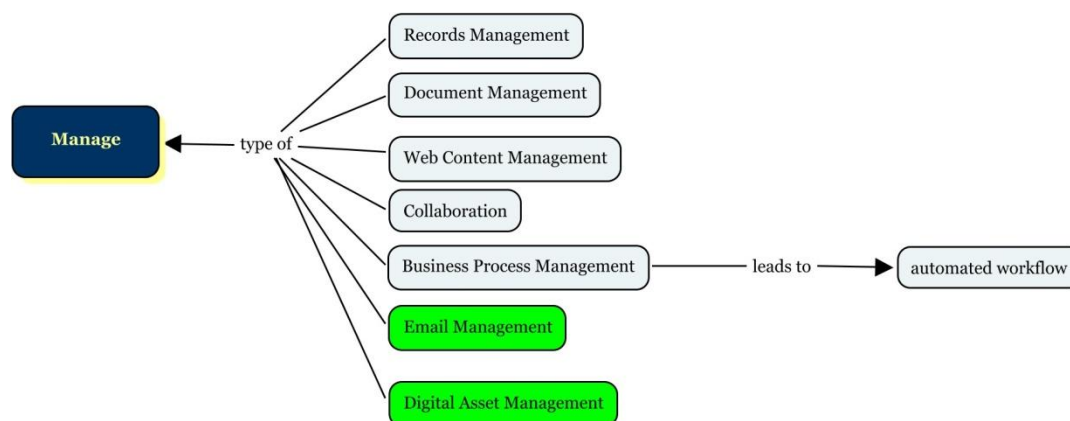 Records Management
Document Management
Manage
type of
Web Content Management
Collaboration
Business Process Management
leads to
automated workflow
Email Management
Digital Asset Management